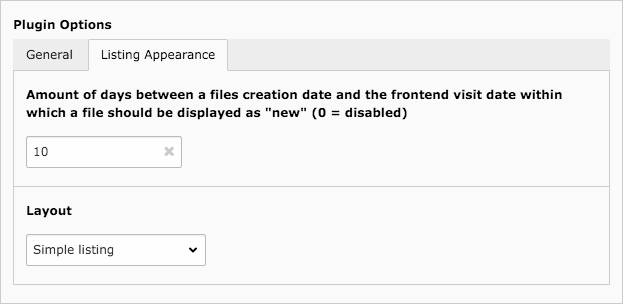 Plugin Options
General
Listing Appearance
Amount of days between a files creation date and the frontend visit date within
which a file should be displayed as "new" (0 = disabled)
10
Layout
Simple listing